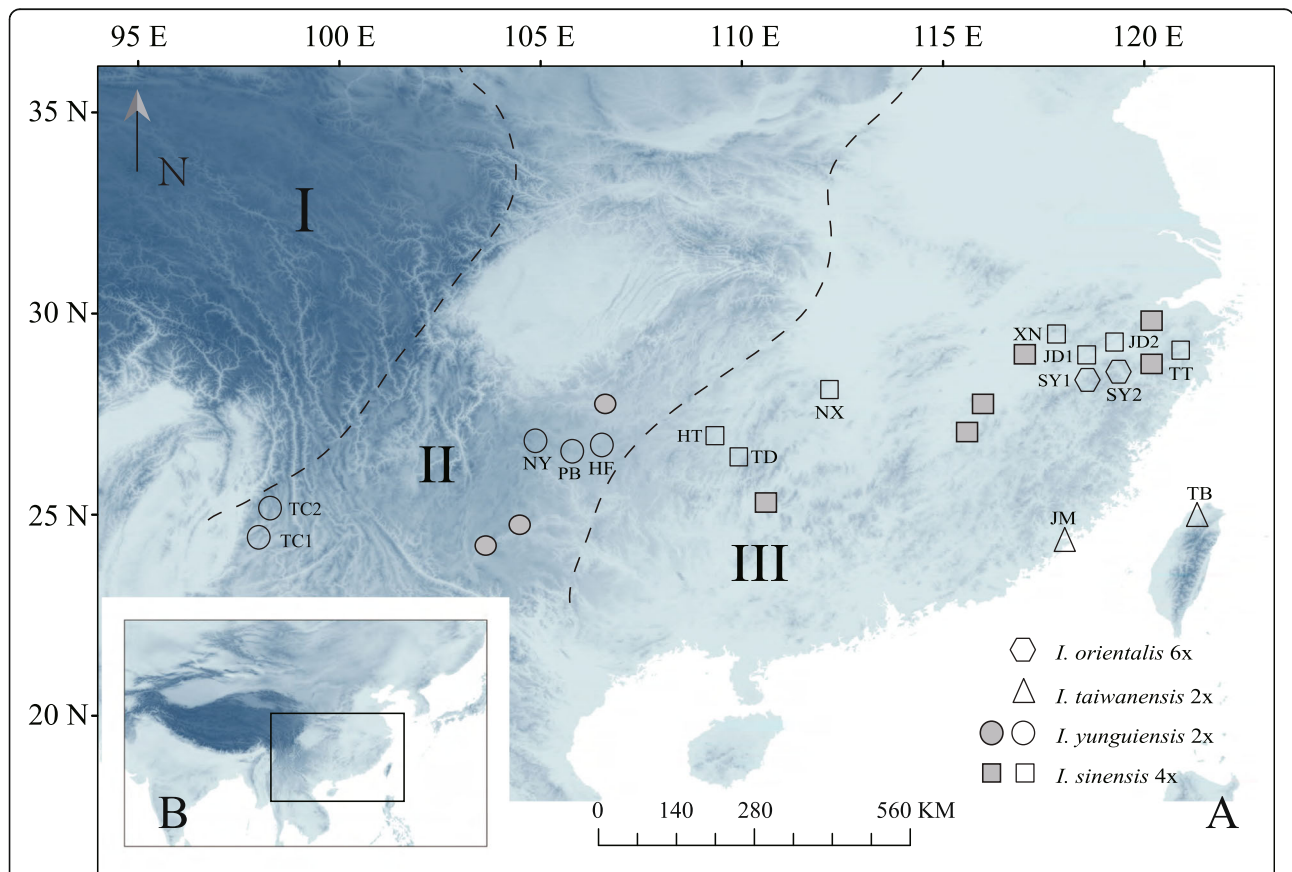 95 E 100 E 105 E 110 E 115 E 120 E
35 N
N
I
30 N
XN
JD1
JD2
TT
SY1
SY2
NX
HT
TD
II
NY
PB
HF
25 N
TC2
TC1
TB
JM
III
I. orientalis 6x
I. taiwanensis 2x
20 N
I. yunguiensis 2x
I. sinensis 4x
B
0 140 280 560 KM
A